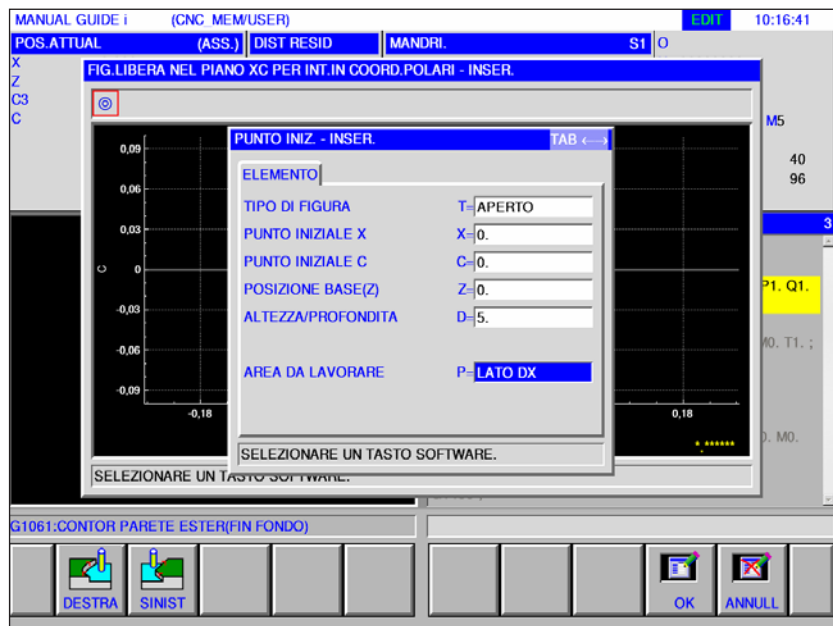 MANUAL GUIDE i (CNC_MEM/USER) EDIT 10:16:41
POS.ATTUAL (ASS.) DIST RESID MANDRI. S1 O
X
Z
C3
C
M5
40
96
FIG.LIBERA NEL PIANO XC PER INT.IN COORD.POLARI - INSER.
PUNTO INIZ. - INSER. TAB
ELEMENTO
TIPO DI FIGURA T=APERTO
PUNTO INIZIALE X X=0.
PUNTO INIZIALE C C=0.
POSIZIONE BASE(Z) Z=0.
ALTEZZA/PROFONDITA D=5.
AREA DA LAVORARE P=LATO DX
SELEZIONARE UN TASTO SOFTWARE.
0,09
0,06
0,03
C 0
-0,03
-0,06
-0,09
-0,18 0,18
*.******
3
P1. Q1.
M0. T1. ;
0. M0.
SELEZIONARE UN TASTO SOFTWARE.
G1061:CONTOR PARETE ESTER(FIN FONDO)
DESTRA SINIST OK ANNULL